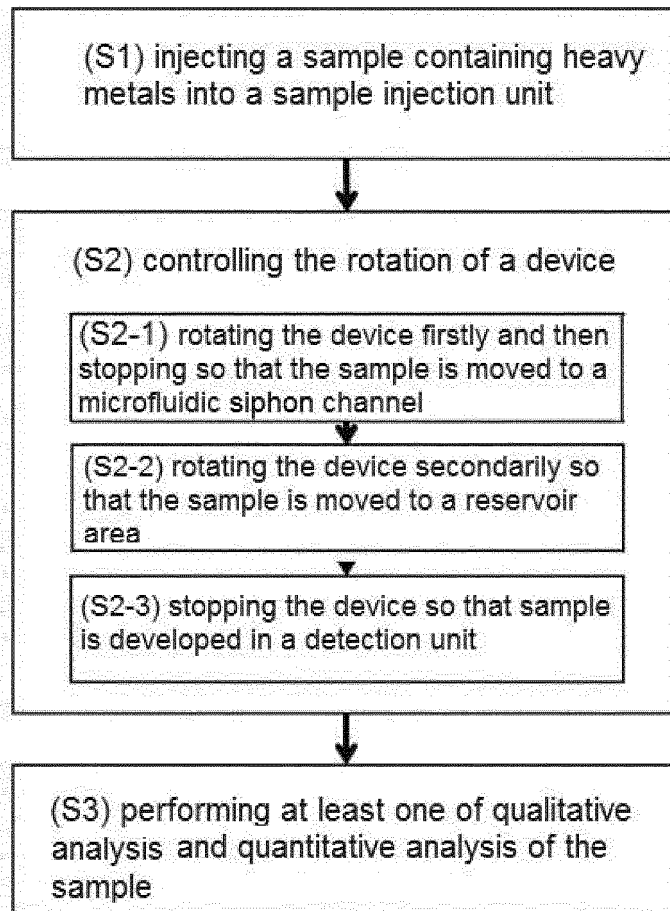 (S1) injecting a sample containing heavy
metals into a sample injection unit
(S2) controlling the rotation of a device
(S2-1) rotating the device firstly and then
stopping so that the sample is moved to a
microfluidic siphon channel
(S2-2) rotating the device secondarily so
that the sample is moved to a reservoir
area
(S2-3) stopping the device so that sample
is developed in a detection unit
(S3) performing at least one of qualitative
analysis and quantitative analysis of the
sample